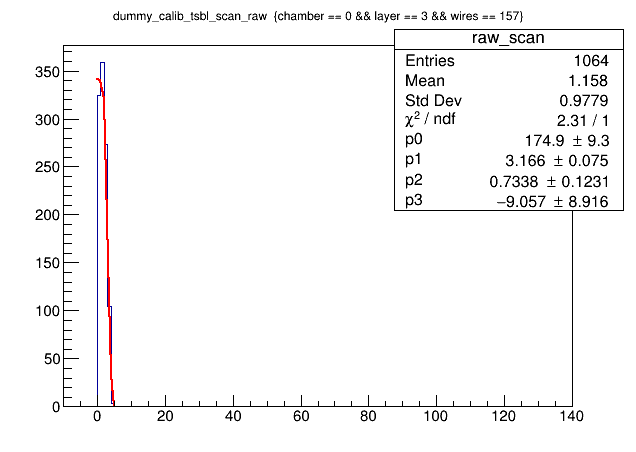 dummy_calib_tsbl_scan_raw {chamber == 0 && layer == 3 && wires == 157}
raw_scan
Entries 1064
Mean 1.158
Std Dev 0.9779
χ² / ndf 2.31 / 1
p0 174.9 ± 9.3
p1 3.166 ± 0.075
p2 0.7338 ± 0.1231
p3 −9.057 ± 8.916
350
300
250
200
150
100
50
0
0 20 40 60 80 100 120 140